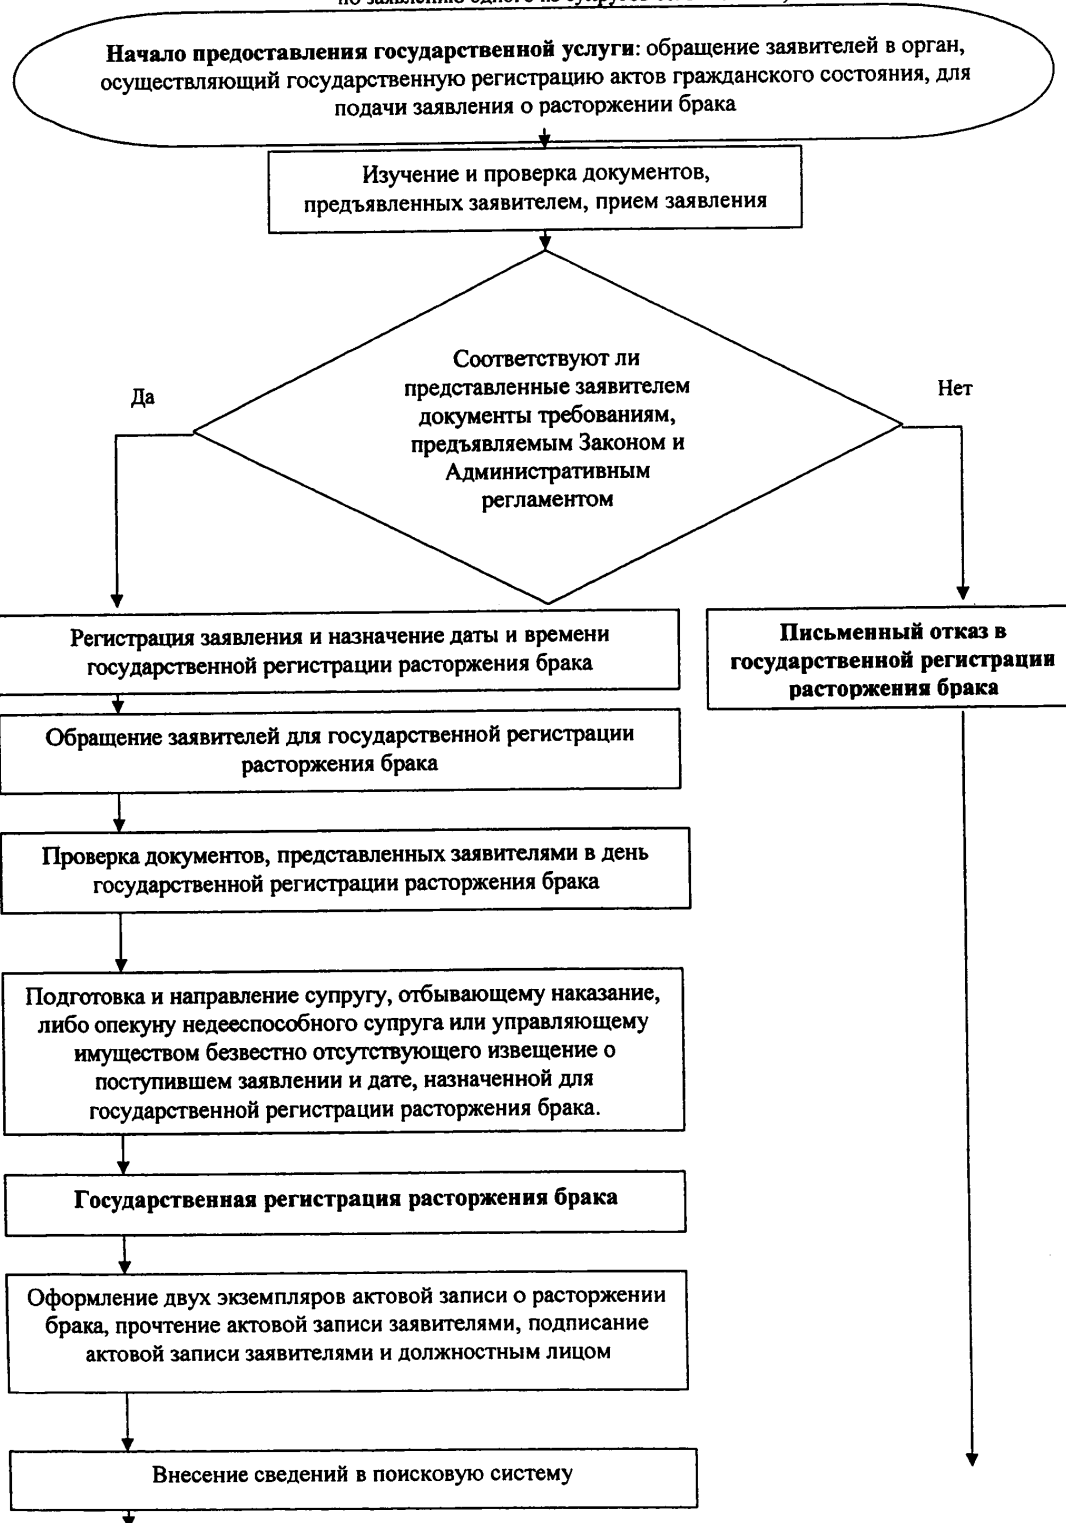 по заявлению одного из супругов
Начало предоставления государственной услуги: обращение заявителей в орган,
осуществляющий государственную регистрацию актов гражданского состояния, для
подачи заявления о расторжении брака
Изучение и проверка документов,
предъявленных заявителем, прием заявления
Соответствуют ли
представленные заявителем
документы требованиям,
предъявляемым Законом и
Административным
регламентом
Да
Нет
Регистрация заявления и назначение даты и времени
государственной регистрации расторжения брака
Письменный отказ в
государственной регистрации
расторжения брака
Обращение заявителей для государственной регистрации
расторжения брака
Проверка документов, представленных заявителями в день
государственной регистрации расторжения брака
Подготовка и направление супругу, отбывающему наказание,
либо опекуну недееспособного супруга или управляющему
имуществом безвестно отсутствующего извещение о
поступившем заявлении и дате, назначенной для
государственной регистрации расторжения брака.
Государственная регистрация расторжения брака
Оформление двух экземпляров актовой записи о расторжении
брака, прочтение актовой записи заявителями, подписание
актовой записи заявителями и должностным лицом
Внесение сведений в поисковую систему